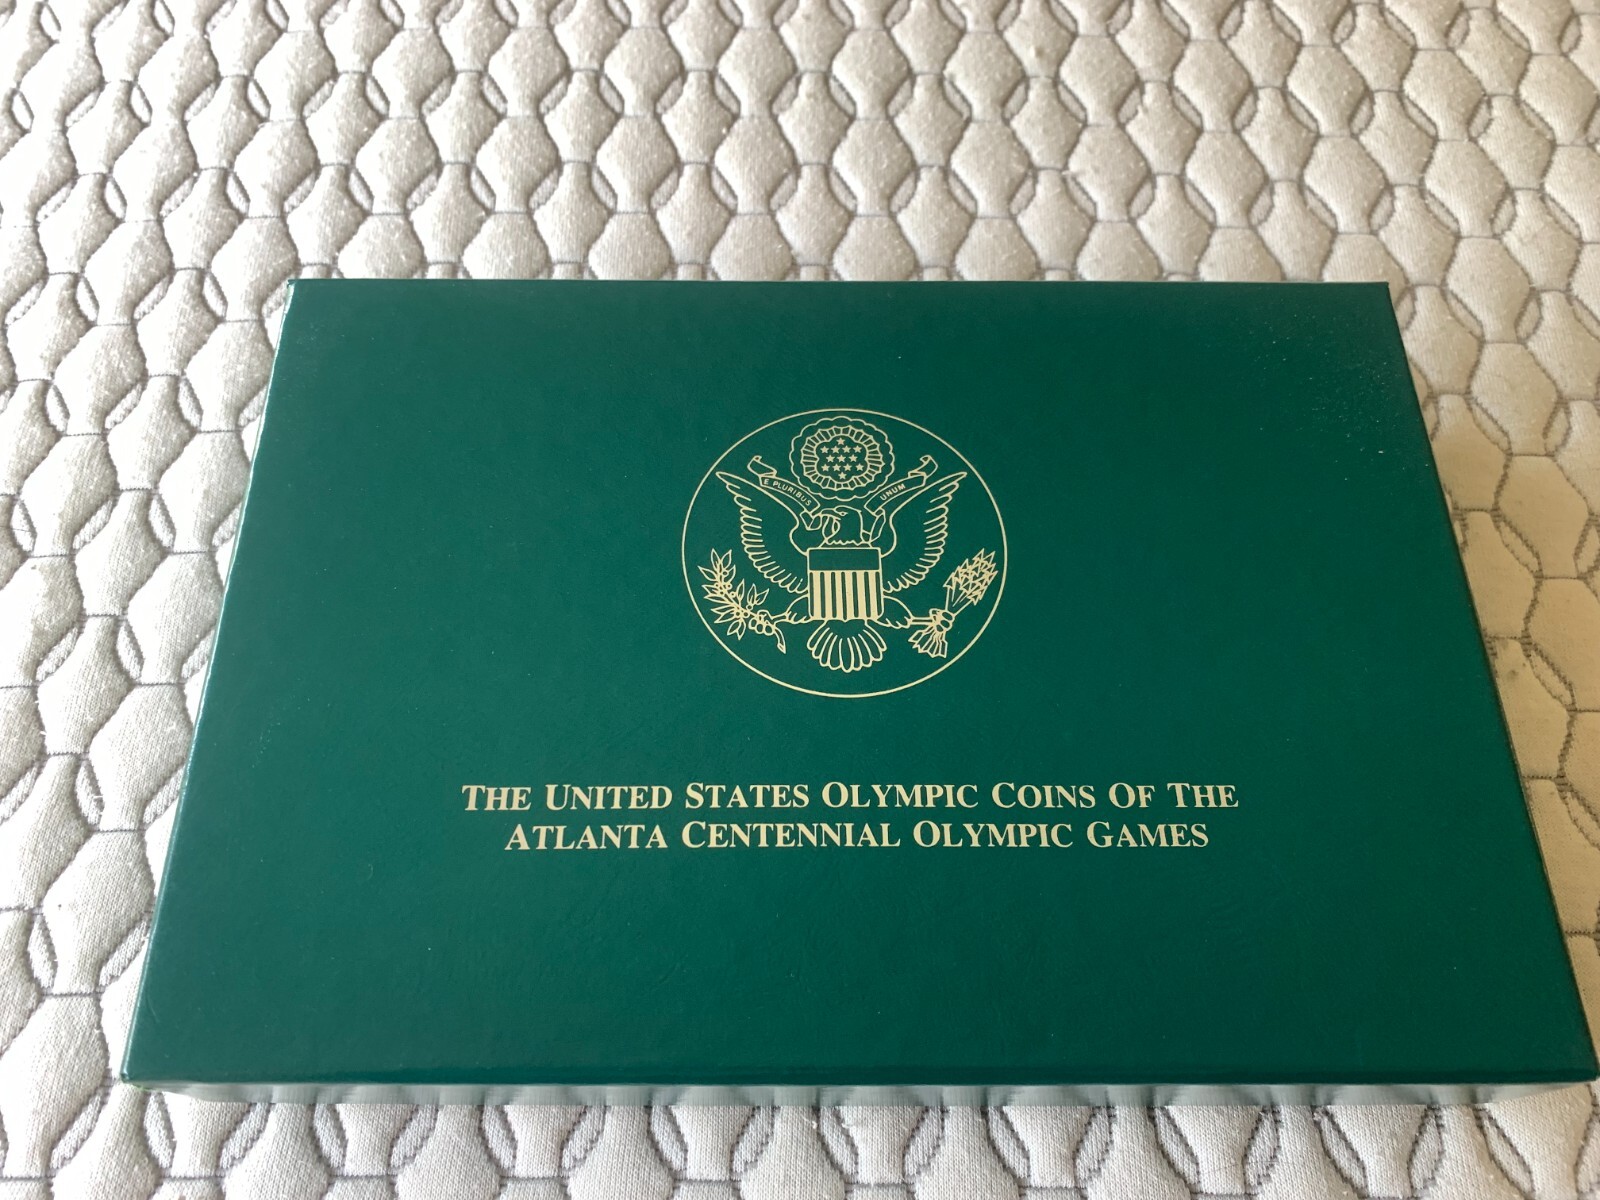 E PLURIBUS UNUM
THE UNITED STATES OLYMPIC COINS OF THE
ATLANTA CENTENNIAL OLYMPIC GAMES